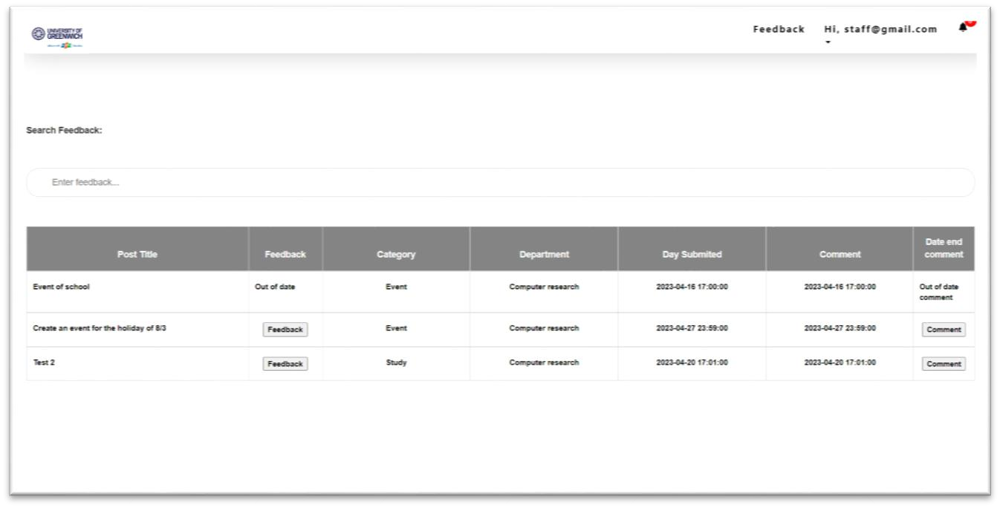 UNIVERSITY OF
GREENWICH
Feedback
Hi, staff@gmail.com
Search Feedback:
Enter feedback...
Post Title Feedback Category Department Day Submited Comment Date end comment
Event of school Out of date Event Computer research 2023-04-16 17:00:00 2023-04-16 17:00:00 Out of date comment
Create an event for the holiday of 8/3 Feedback Event Computer research 2023-04-27 23:59:00 2023-04-27 23:59:00 Comment
Test 2 Feedback Study Computer research 2023-04-20 17:01:00 2023-04-20 17:01:00 Comment